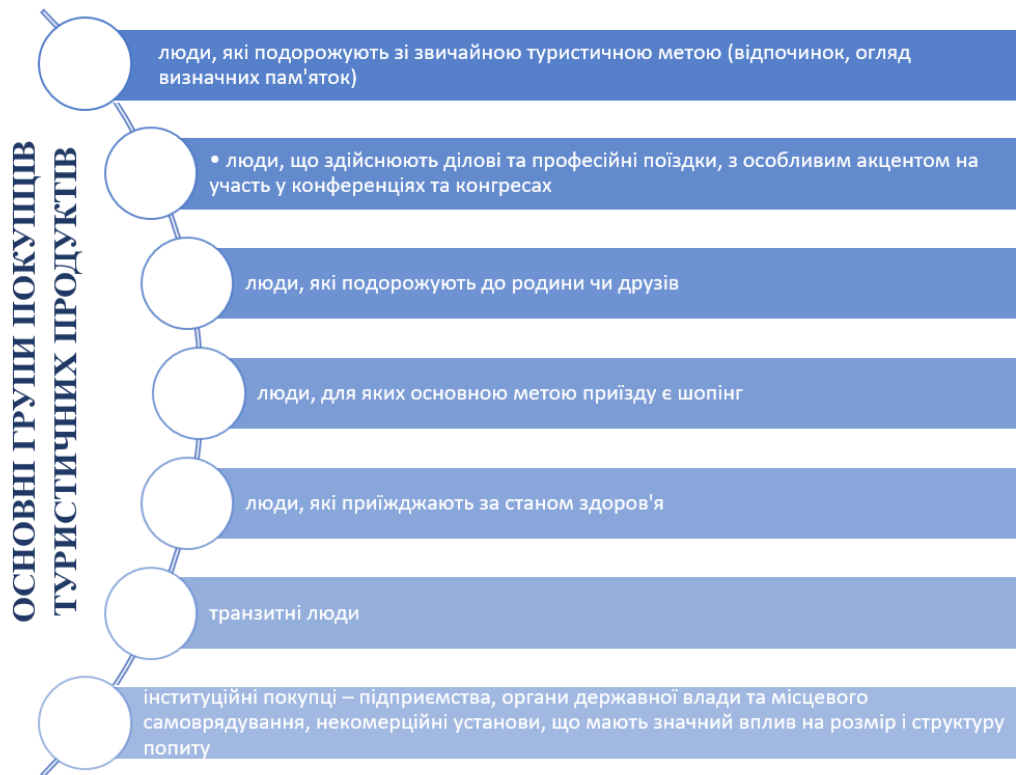 ОСНОВНІ ГРУПИ ПОКУПЦІВ
ТУРИСТИЧНИХ ПРОДУКТІВ
люди, які подорожують зі звичайною туристичною метою (відпочинок, огляд
визначних пам'яток)
• люди, що здійснюють ділові та професійні поїздки, з особливим акцентом на
участь у конференціях та конгресах
люди, які подорожують до родини чи друзів
люди, для яких основною метою приїзду є шопінг
люди, які приїжджають за станом здоров'я
транзитні люди
інституційні покупці – підприємства, органи державної влади та місцевого
самоврядування, некомерційні установи, що мають значний вплив на розмір і структуру
попиту